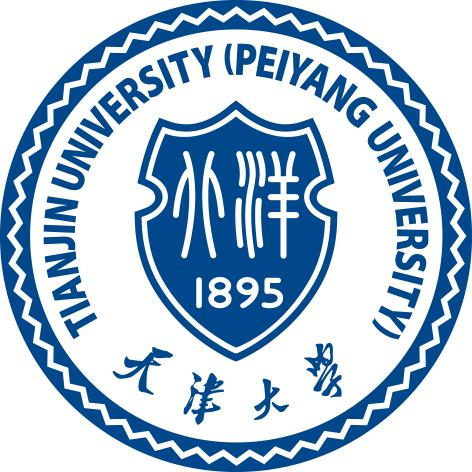 TIANJIN UNIVERSITY (PEIYANG UNIVERSITY)
北洋
1895
天津大学